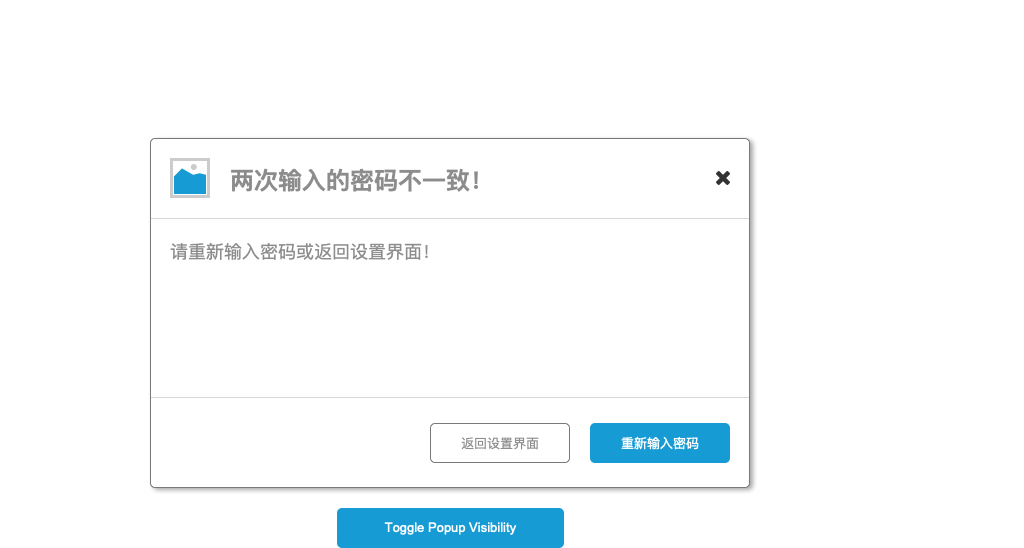 两次输入的密码不一致！
请重新输入密码或返回设置界面！
返回设置界面
重新输入密码
Toggle Popup Visibility